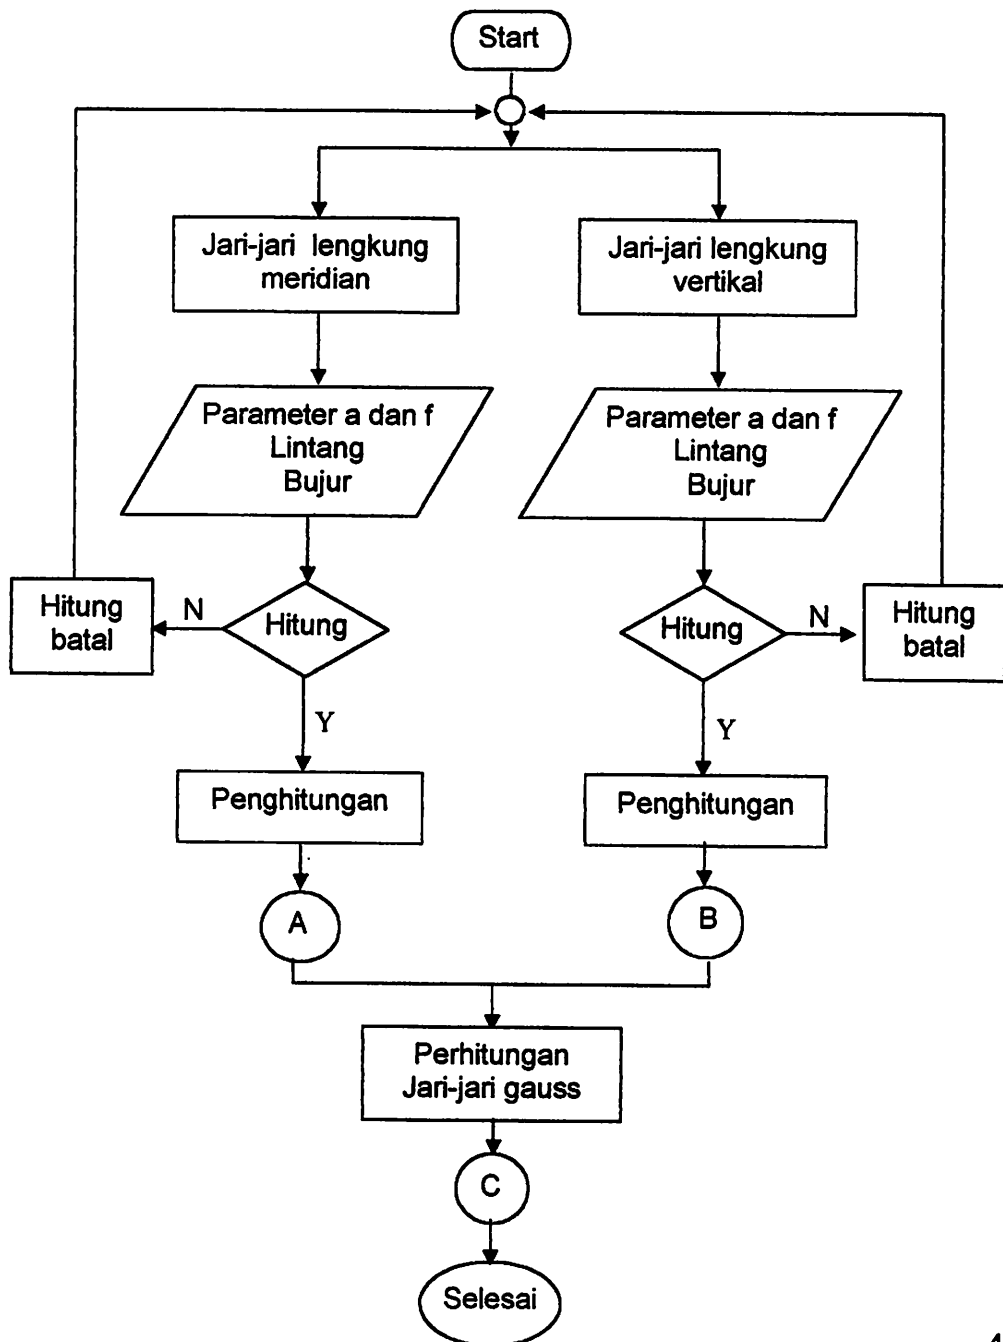 Start
Jari-jari lengkung
meridian
Jari-jari lengkung
vertikal
Parameter a dan f
Lintang
Bujur
Parameter a dan f
Lintang
Bujur
Hitung
batal
N
Hitung
Hitung
N
Hitung
batal
Y
Y
Penghitungan
Penghitungan
A
B
Perhitungan
Jari-jari gauss
C
Selesai